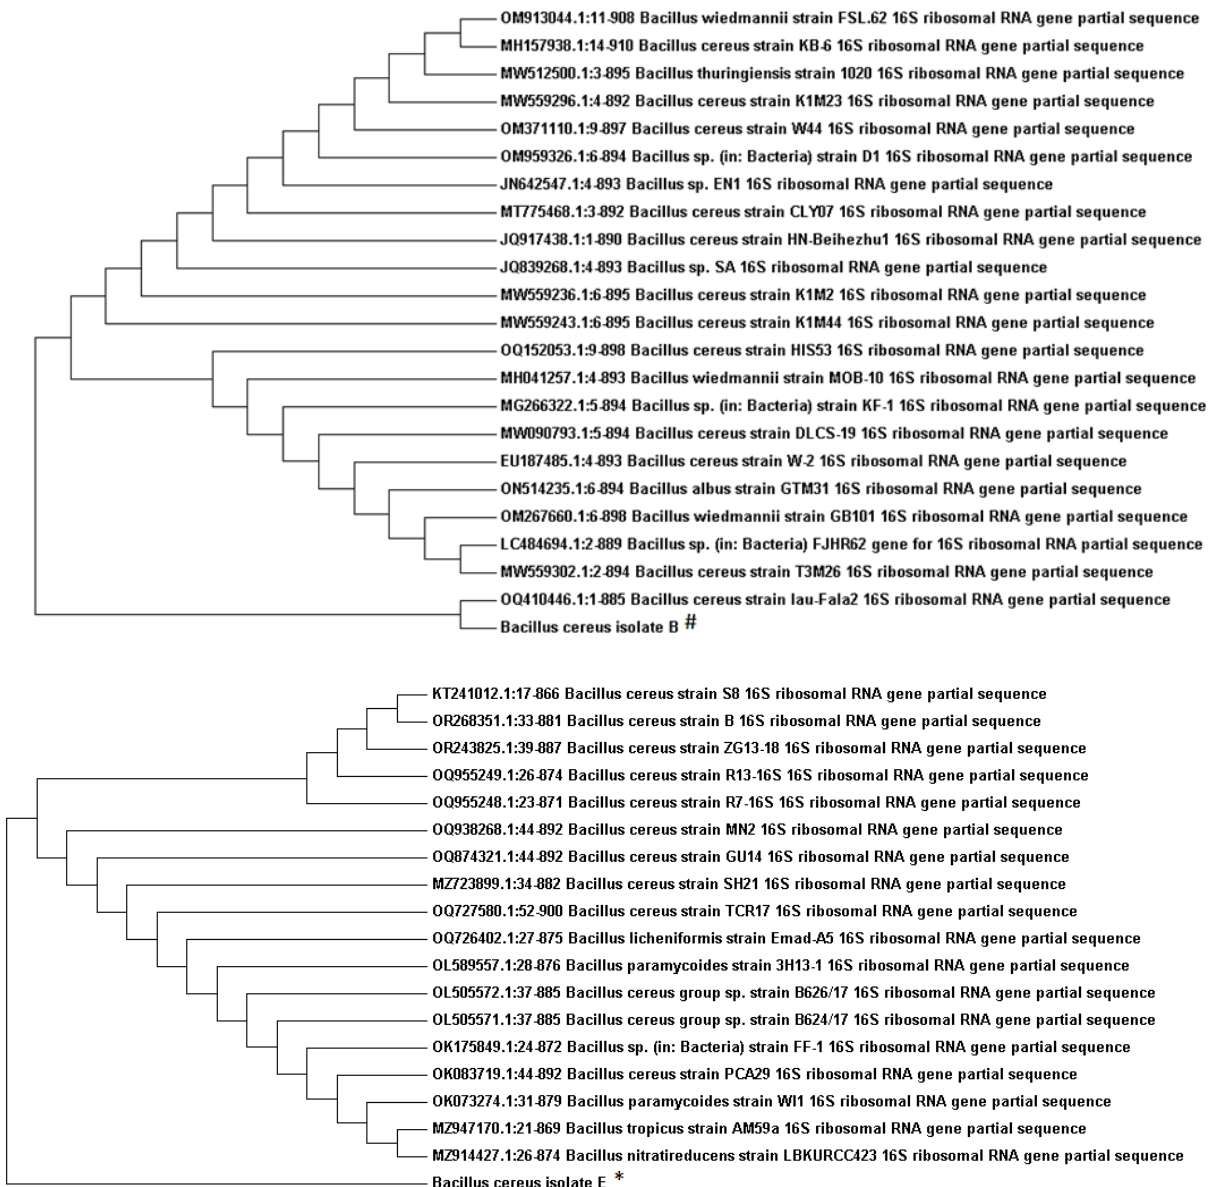 OM913044.1:11-908 Bacillus wiedmannii strain FSL.62 16S ribosomal RNA gene partial sequence
MH157938.1:14-910 Bacillus cereus strain KB-6 16S ribosomal RNA gene partial sequence
MW512500.1:3-895 Bacillus thuringiensis strain 1020 16S ribosomal RNA gene partial sequence
MW559296.1:4-892 Bacillus cereus strain K1M23 16S ribosomal RNA gene partial sequence
OM371110.1:9-897 Bacillus cereus strain W44 16S ribosomal RNA gene partial sequence
OM959326.1:6-894 Bacillus sp. (in: Bacteria) strain D1 16S ribosomal RNA gene partial sequence
JN642547.1:4-893 Bacillus sp. EN1 16S ribosomal RNA gene partial sequence
MT775468.1:3-892 Bacillus cereus strain CLY07 16S ribosomal RNA gene partial sequence
JQ917438.1:1-890 Bacillus cereus strain HN-Beihezhu1 16S ribosomal RNA gene partial sequence
JQ839268.1:4-893 Bacillus sp. SA 16S ribosomal RNA gene partial sequence
MW559236.1:6-895 Bacillus cereus strain K1M2 16S ribosomal RNA gene partial sequence
MW559243.1:6-895 Bacillus cereus strain K1M44 16S ribosomal RNA gene partial sequence
OQ152053.1:9-898 Bacillus cereus strain HIS53 16S ribosomal RNA gene partial sequence
MH041257.1:4-893 Bacillus wiedmannii strain MOB-10 16S ribosomal RNA gene partial sequence
MG266322.1:5-894 Bacillus sp. (in: Bacteria) strain KF-1 16S ribosomal RNA gene partial sequence
MW090793.1:5-894 Bacillus cereus strain DLCS-19 16S ribosomal RNA gene partial sequence
EU187485.1:4-893 Bacillus cereus strain W-2 16S ribosomal RNA gene partial sequence
ON514235.1:6-894 Bacillus albus strain GTM31 16S ribosomal RNA gene partial sequence
OM267660.1:6-898 Bacillus wiedmannii strain GB101 16S ribosomal RNA gene partial sequence
LC484694.1:2-889 Bacillus sp. (in: Bacteria) FJHR62 gene for 16S ribosomal RNA partial sequence
MW559302.1:2-894 Bacillus cereus strain T3M26 16S ribosomal RNA gene partial sequence
OQ410446.1:1-885 Bacillus cereus strain Iau-Fala2 16S ribosomal RNA gene partial sequence
Bacillus cereus isolate B #
KT241012.1:17-866 Bacillus cereus strain S8 16S ribosomal RNA gene partial sequence
OR268351.1:33-881 Bacillus cereus strain B 16S ribosomal RNA gene partial sequence
OR243825.1:39-887 Bacillus cereus strain ZG13-18 16S ribosomal RNA gene partial sequence
OQ955249.1:26-874 Bacillus cereus strain R13-16S 16S ribosomal RNA gene partial sequence
OQ955248.1:23-871 Bacillus cereus strain R7-16S 16S ribosomal RNA gene partial sequence
OQ938268.1:44-892 Bacillus cereus strain MN2 16S ribosomal RNA gene partial sequence
OQ874321.1:44-892 Bacillus cereus strain GU14 16S ribosomal RNA gene partial sequence
MZ723899.1:34-882 Bacillus cereus strain SH21 16S ribosomal RNA gene partial sequence
OQ727580.1:52-900 Bacillus cereus strain TCR17 16S ribosomal RNA gene partial sequence
OQ726402.1:27-875 Bacillus licheniformis strain Emad-A5 16S ribosomal RNA gene partial sequence
OL589557.1:28-876 Bacillus paramycoides strain 3H13-1 16S ribosomal RNA gene partial sequence
OL505572.1:37-885 Bacillus cereus group sp. strain B626/17 16S ribosomal RNA gene partial sequence
OL505571.1:37-885 Bacillus cereus group sp. strain B624/17 16S ribosomal RNA gene partial sequence
OK175849.1:24-872 Bacillus sp. (in: Bacteria) strain FF-1 16S ribosomal RNA gene partial sequence
OK083719.1:44-892 Bacillus cereus strain PCA29 16S ribosomal RNA gene partial sequence
OK073274.1:31-879 Bacillus paramycoides strain WI1 16S ribosomal RNA gene partial sequence
MZ947170.1:21-869 Bacillus tropicus strain AM59a 16S ribosomal RNA gene partial sequence
MZ914427.1:26-874 Bacillus nitratireducens strain LBKURCC423 16S ribosomal RNA gene partial sequence
Bacillus cereus isolate E *